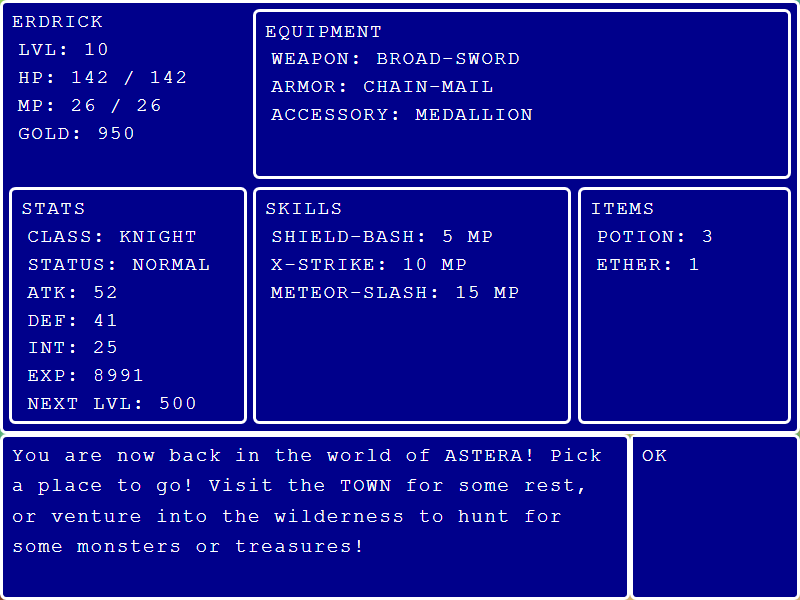 ERDRICK
LVL: 10
HP: 142 / 142
MP: 26 / 26
GOLD: 950
EQUIPMENT
WEAPON: BROAD-SWORD
ARMOR: CHAIN-MAIL
ACCESSORY: MEDALLION
STATS
CLASS: KNIGHT
STATUS: NORMAL
ATK: 52
DEF: 41
INT: 25
EXP: 8991
NEXT LVL: 500
SKILLS
SHIELD-BASH: 5 MP
X-STRIKE: 10 MP
METEOR-SLASH: 15 MP
ITEMS
POTION: 3
ETHER: 1
You are now back in the world of ASTERA! Pick
a place to go! Visit the TOWN for some rest,
or venture into the wilderness to hunt for
some monsters or treasures!
OK